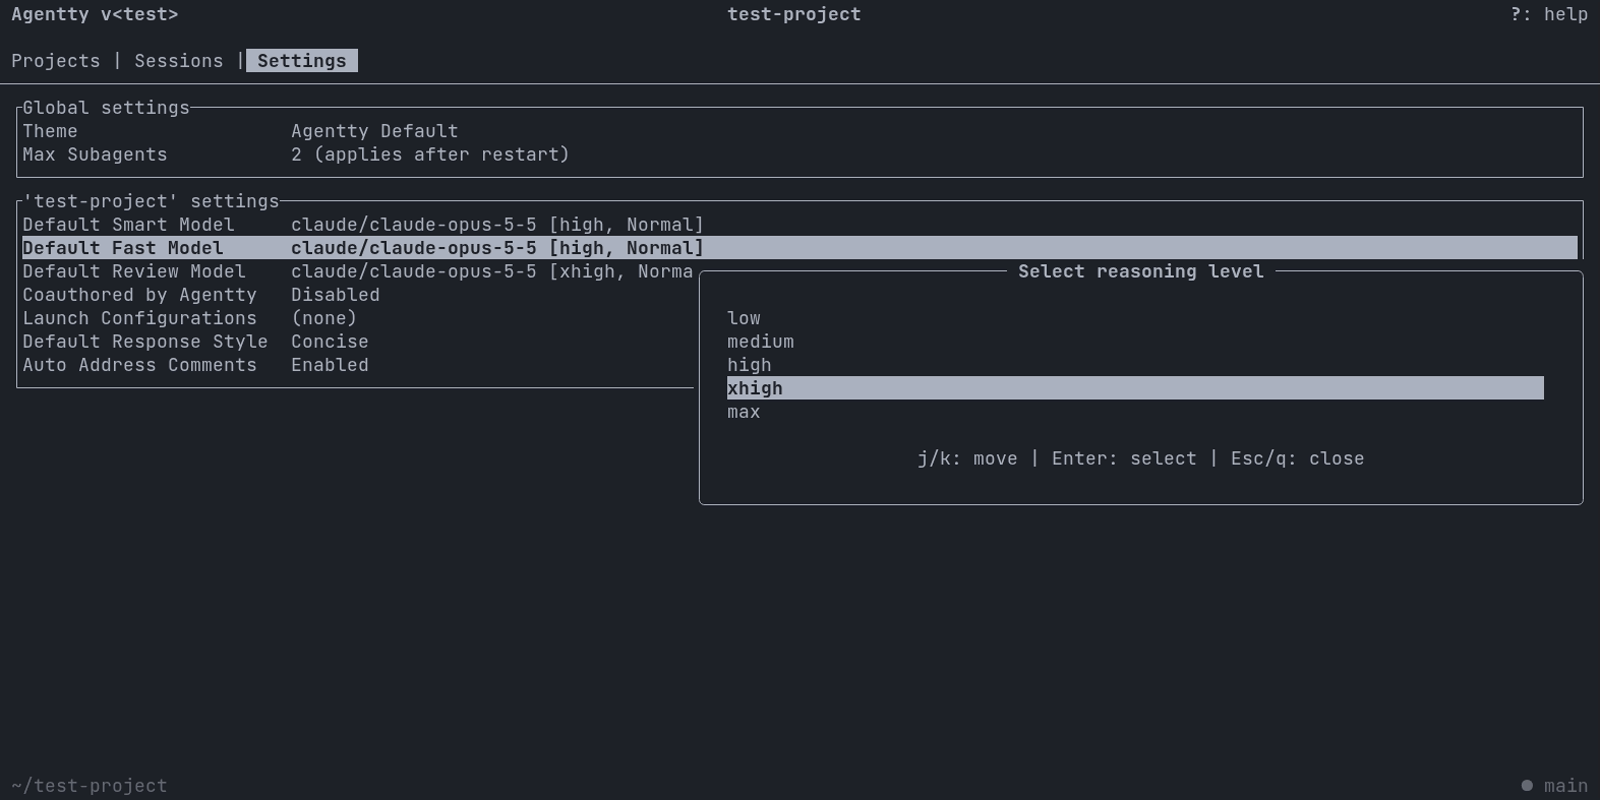 Agentty v<test> test-project ?: help
Projects | Sessions | Settings
Global settings
Theme Agentty Default
Max Subagents 2 (applies after restart)
'test-project' settings
Default Smart Model claude/claude-opus-5-5 [high, Normal]
Default Fast Model claude/claude-opus-5-5 [high, Normal]
Default Review Model claude/claude-opus-5-5 [xhigh, Norma
Coauthored by Agentty Disabled
Launch Configurations (none)
Default Response Style Concise
Auto Address Comments Enabled
Select reasoning level
low
medium
high
xhigh
max
j/k: move | Enter: select | Esc/q: close
~/test-project ● main